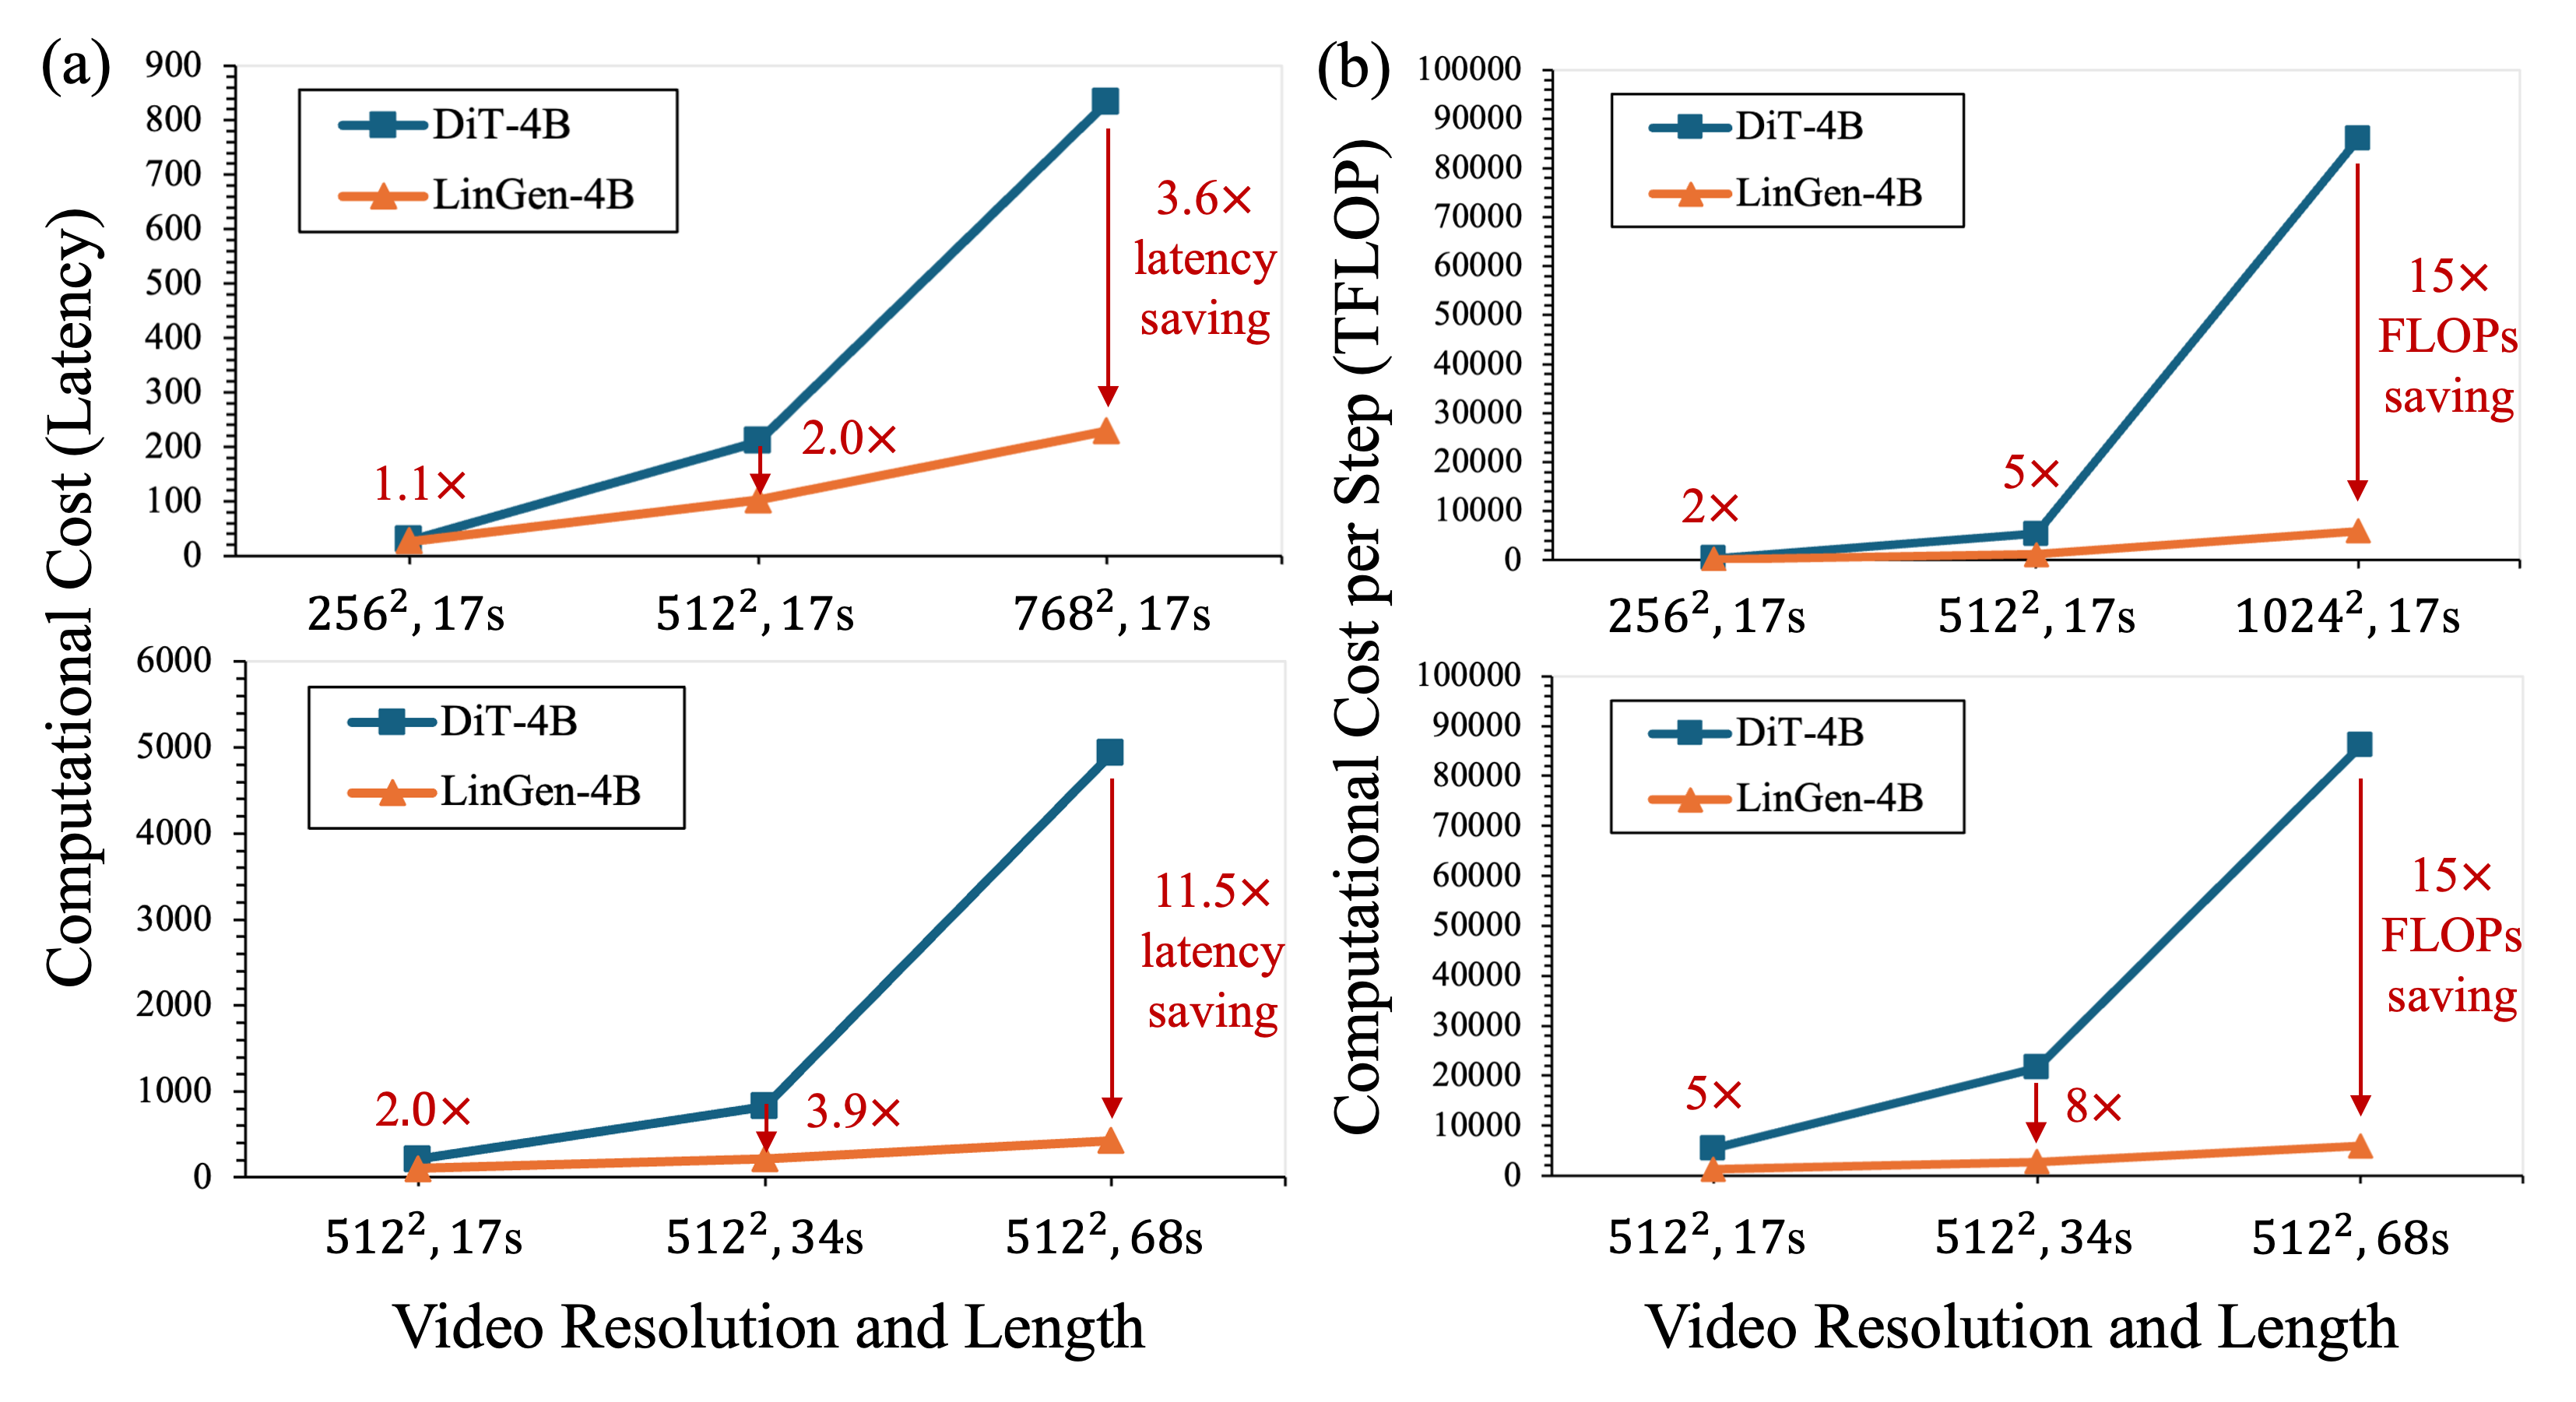 (a)
Computational Cost (Latency)
900
800
700
600
500
400
300
200
100
0
DiT-4B
LinGen-4B
1.1×
2.0×
3.6×
latency
saving
256², 17s
512², 17s
768², 17s
6000
5000
4000
3000
2000
1000
0
DiT-4B
LinGen-4B
2.0×
3.9×
11.5×
latency
saving
512², 17s
512², 34s
512², 68s
Video Resolution and Length
(b)
Computational Cost per Step (TFLOP)
100000
90000
80000
70000
60000
50000
40000
30000
20000
10000
0
DiT-4B
LinGen-4B
2×
5×
15×
FLOPs
saving
256², 17s
512², 17s
1024², 17s
100000
90000
80000
70000
60000
50000
40000
30000
20000
10000
0
DiT-4B
LinGen-4B
5×
8×
15×
FLOPs
saving
512², 17s
512², 34s
512², 68s
Video Resolution and Length